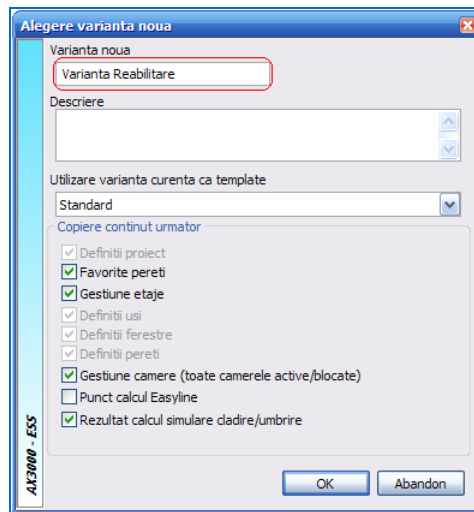 Alegere varianta noua
Varianta noua
Varianta Reabilitare
Descriere
Utilizare varianta curenta ca template
Standard
Copiere continut urmator
Definitii proiect
Favorite pereti
Gestiune etaje
Definitii usi
Definitii ferestre
Definitii pereti
Gestiune camere (toate camerele active/blocate)
Punct calcul Easyline
Rezultat calcul simulare cladire/umbrire
AX3000 - ESS
OK Abandon